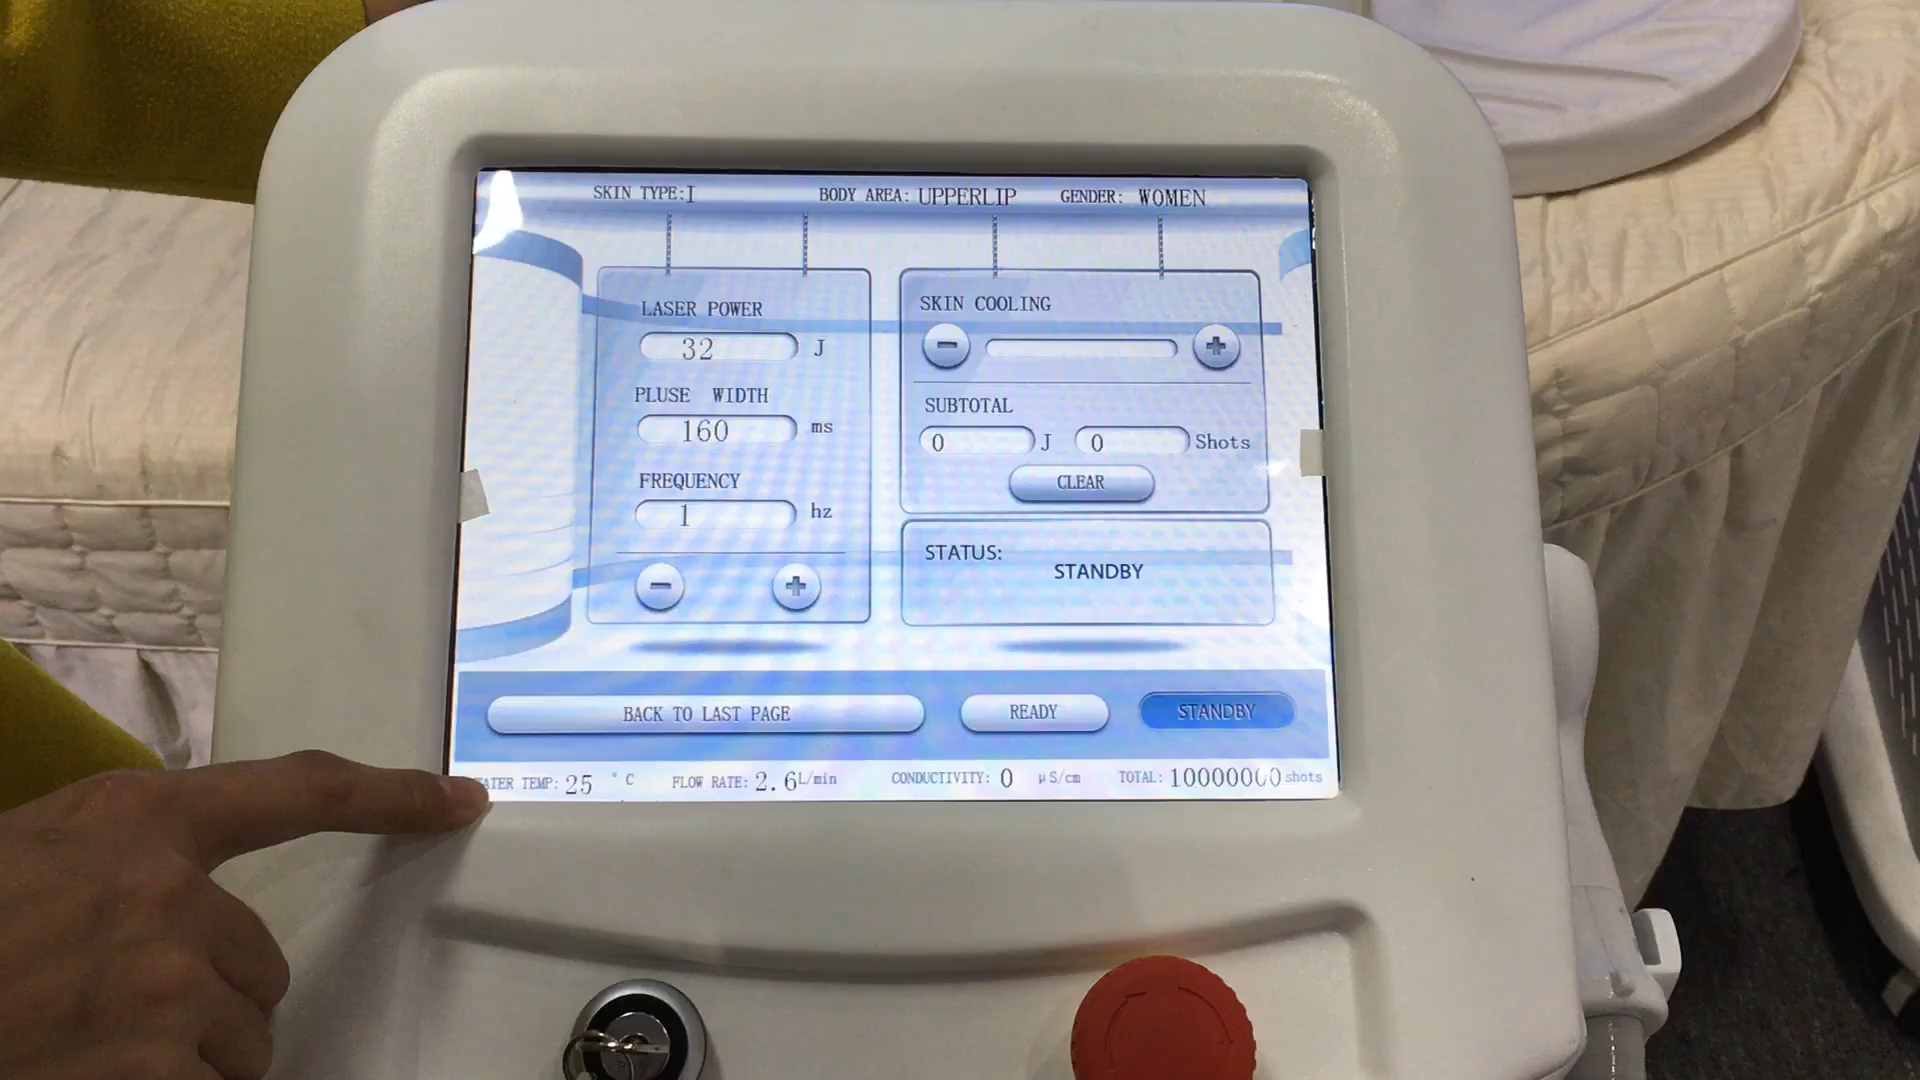 SKIN TYPE:I BODY AREA: UPPERLIP GENDER: WOMEN
LASER POWER
32 J
PLUSE WIDTH
160 ms
FREQUENCY
1 hz
SKIN COOLING
SUBTOTAL
0 J 0 Shots
CLEAR
STATUS:
STANDBY
BACK TO LAST PAGE READY STANDBY
TEMP: 25 °C FLOW RATE: 2.6L/min CONDUCTIVITY: 0 μS/cm TOTAL: 10000000 shots